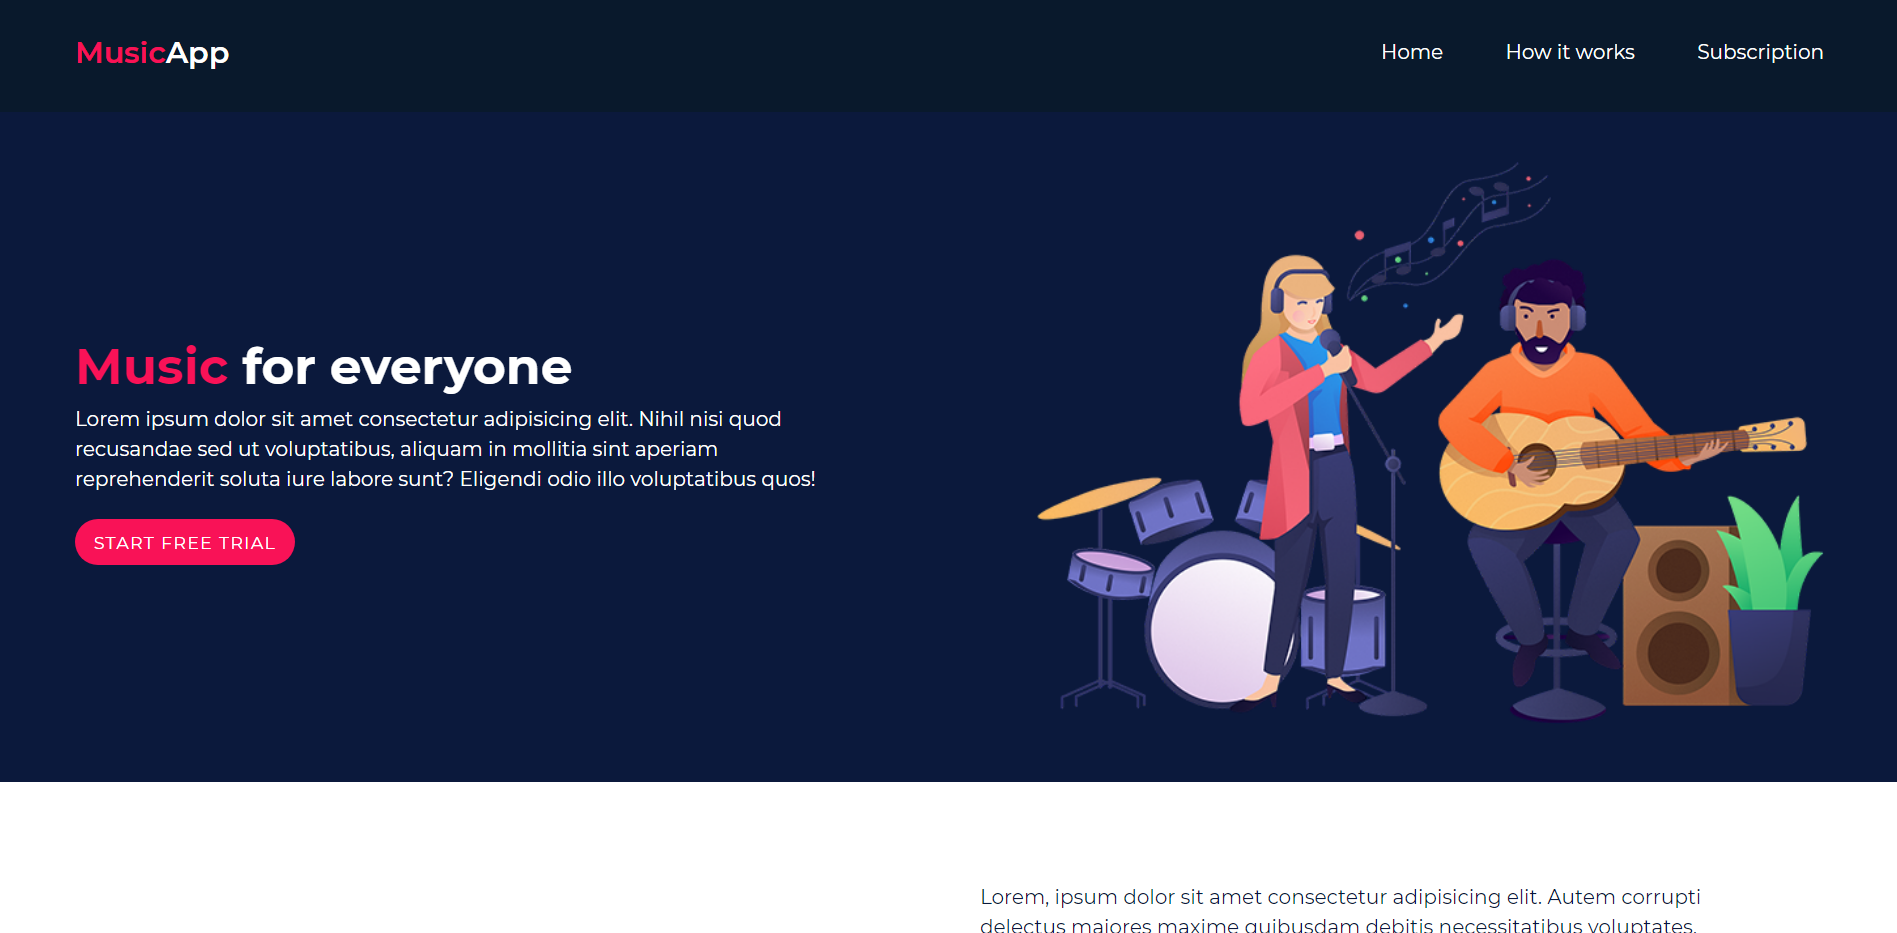 MusicApp
Home How it works Subscription
Music for everyone
Lorem ipsum dolor sit amet consectetur adipisicing elit. Nihil nisi quod
recusandae sed ut voluptatibus, aliquam in mollitia sint aperiam
reprehenderit soluta iure labore sunt? Eligendi odio illo voluptatibus quos!
START FREE TRIAL
Lorem, ipsum dolor sit amet consectetur adipisicing elit. Autem corrupti
delectus maiores maxime quibusdam debitis necessitatibus voluptates.